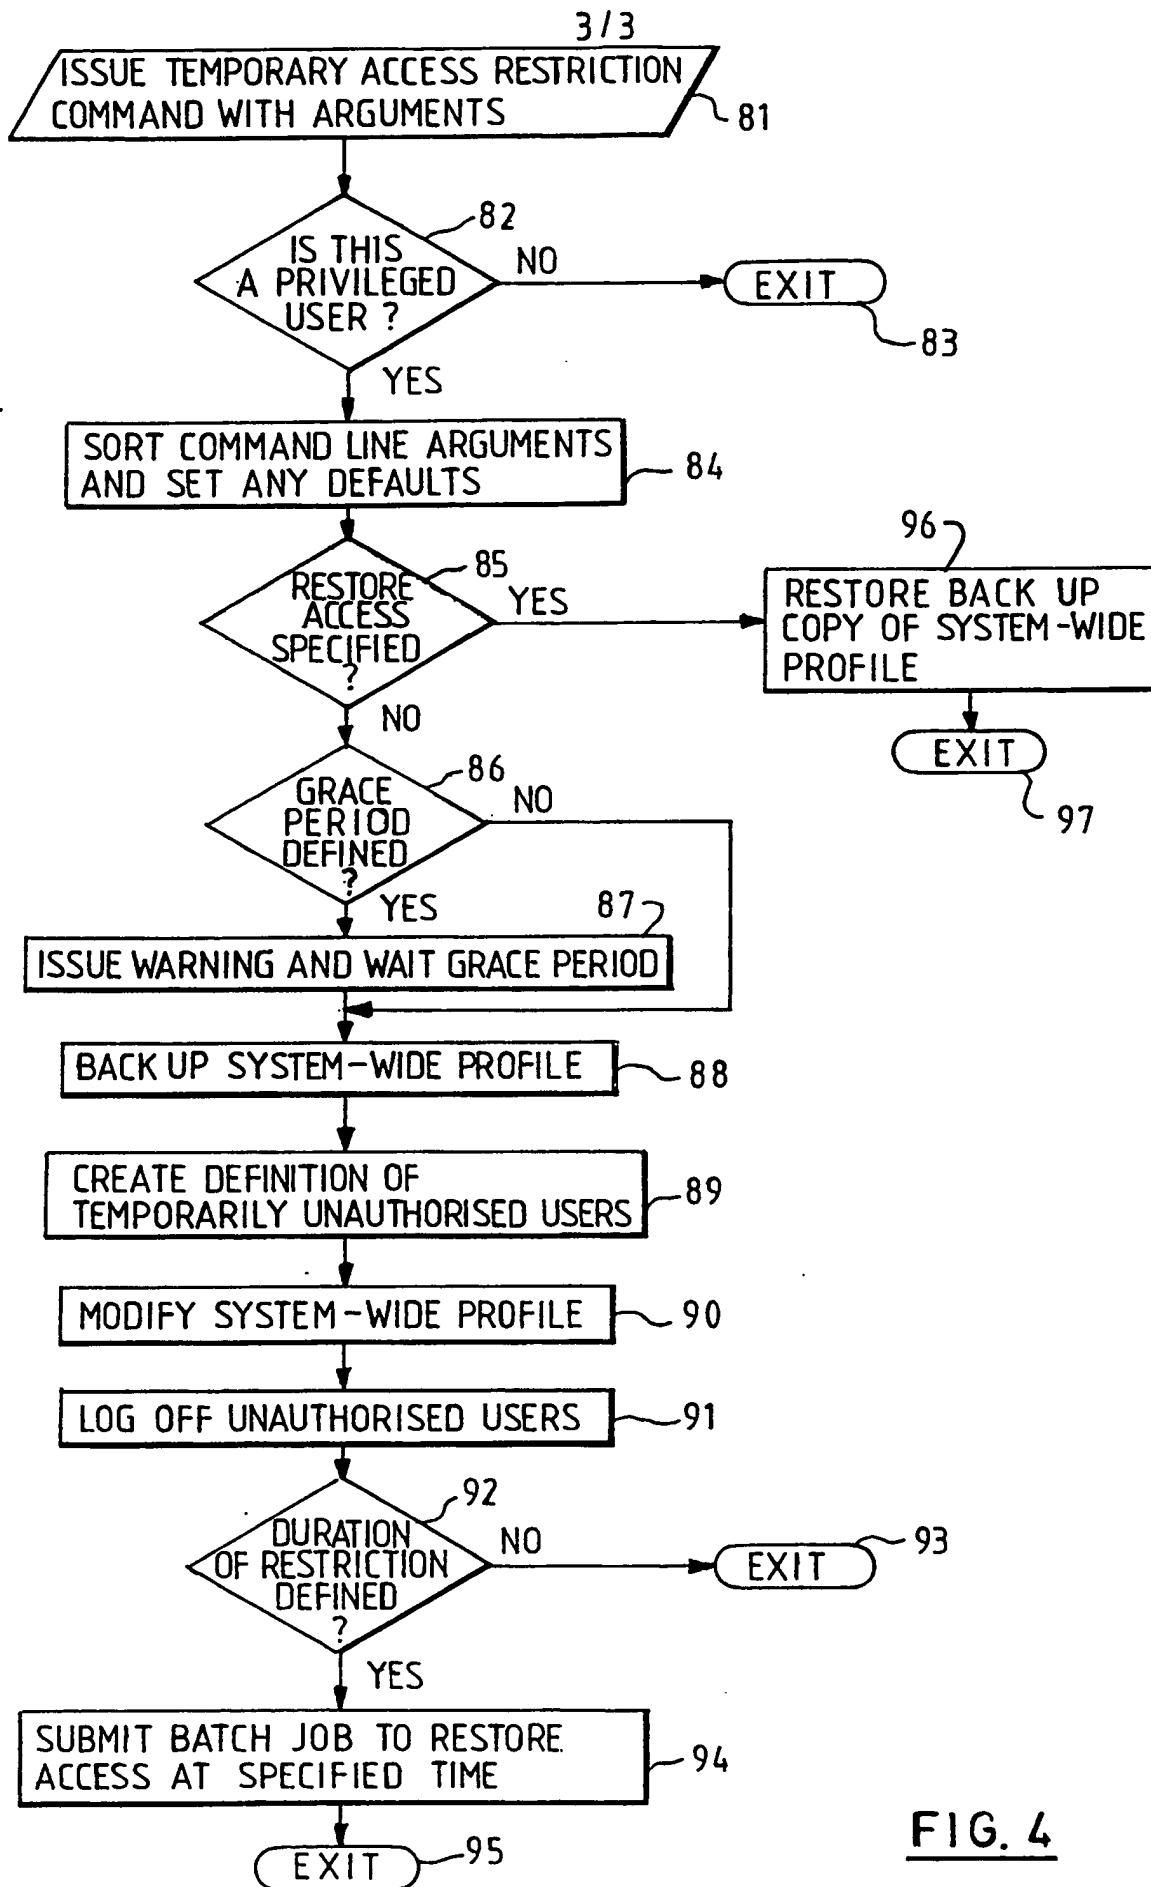 3/3
ISSUE TEMPORARY ACCESS RESTRICTION
COMMAND WITH ARGUMENTS
81
82
IS THIS
A PRIVILEGED
USER ?
NO
EXIT
83
YES
SORT COMMAND LINE ARGUMENTS
AND SET ANY DEFAULTS
84
85
RESTORE
ACCESS
SPECIFIED
?
YES
96
RESTORE BACK UP
COPY OF SYSTEM-WIDE
PROFILE
EXIT
97
NO
86
GRACE
PERIOD
DEFINED
?
NO
YES
87
ISSUE WARNING AND WAIT GRACE PERIOD
BACK UP SYSTEM-WIDE PROFILE
88
CREATE DEFINITION OF
TEMPORARILY UNAUTHORISED USERS
89
MODIFY SYSTEM-WIDE PROFILE
90
LOG OFF UNAUTHORISED USERS
91
92
DURATION
OF RESTRICTION
DEFINED
?
NO
EXIT
93
YES
SUBMIT BATCH JOB TO RESTORE
ACCESS AT SPECIFIED TIME
94
EXIT
95
FIG. 4